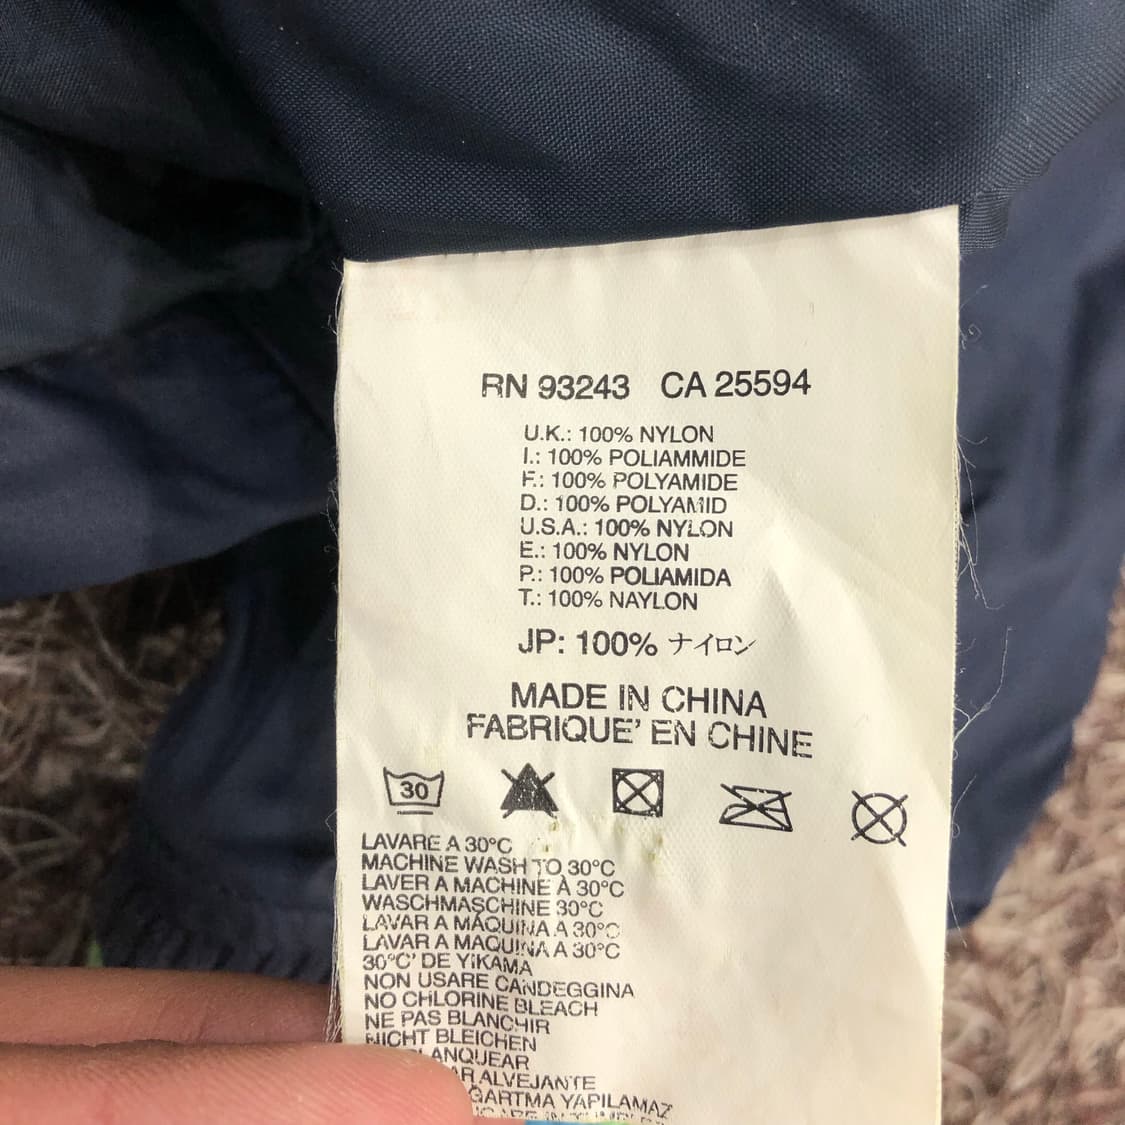 RN 93243 CA 25594
U.K.: 100% NYLON
I.: 100% POLIAMMIDE
F.: 100% POLYAMIDE
D.: 100% POLYAMID
U.S.A.: 100% NYLON
E.: 100% NYLON
P.: 100% POLIAMIDA
T.: 100% NAYLON
JP: 100% ナイロン
MADE IN CHINA
FABRIQUE' EN CHINE
30
LAVARE A 30°C
MACHINE WASH TO 30°C
LAVER A MACHINE À 30°C
WASCHMASCHINE 30°C
LAVAR A MÁQUINA A 30°C
LAVAR A MAQUINA A 30°C
30°C' DE YiKAMA
NON USARE CANDEGGINA
NO CHLORINE BLEACH
NE PAS BLANCHIR
NICHT BLEICHEN
LANQUEAR
AR ALVEJANTE
ĞARTMA YAPILAMAZ